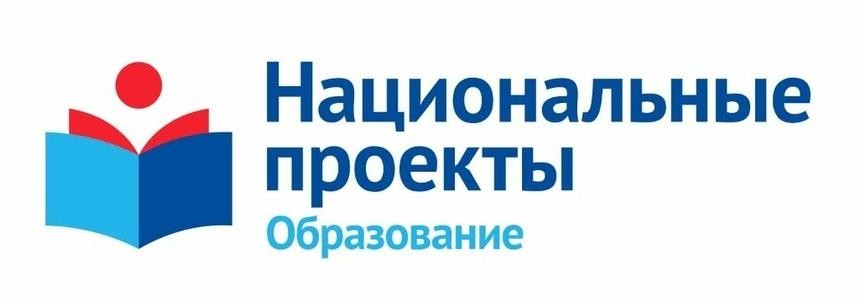 Национальные
проекты
Образование